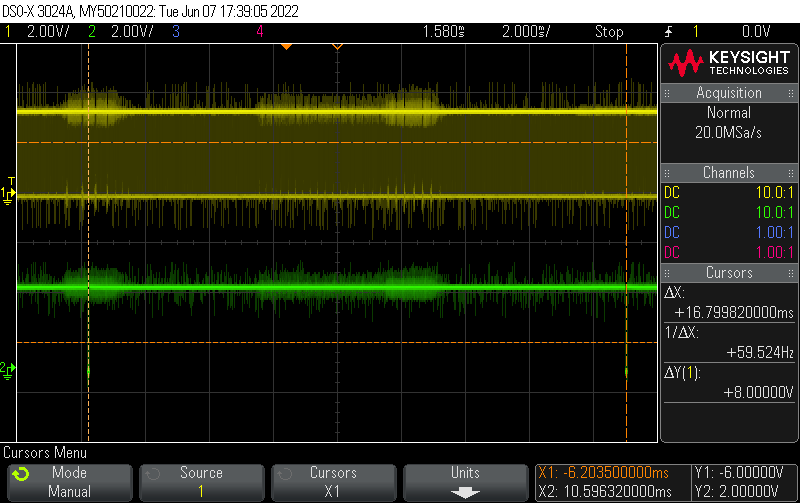 DSO-X 3024A, MY50210022: Tue Jun 07 17:39:05 2022
1 2.00V/ 2 2.00V/ 3 4 1.580s 2.000s/ Stop 1 0.0V
KEYSIGHT
TECHNOLOGIES
Acquisition
Normal
20.0MSa/s
Channels
DC 10.0:1
DC 10.0:1
DC 1.00:1
DC 1.00:1
Cursors
ΔX:
+16.799820000ms
1/ΔX:
+59.524Hz
ΔY(1):
+8.00000V
T
1
2
Cursors Menu
Mode
Manual
Source
1
Cursors
X1
Units
X1: -6.203500000ms
X2: 10.596320000ms
Y1: -6.00000V
Y2: 2.00000V